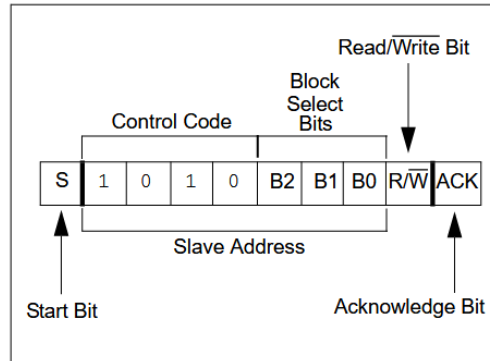 Read/Write Bit
Block
Select
Bits
Control Code
S 1 0 1 0 B2 B1 B0 R/W ACK
Slave Address
Start Bit
Acknowledge Bit